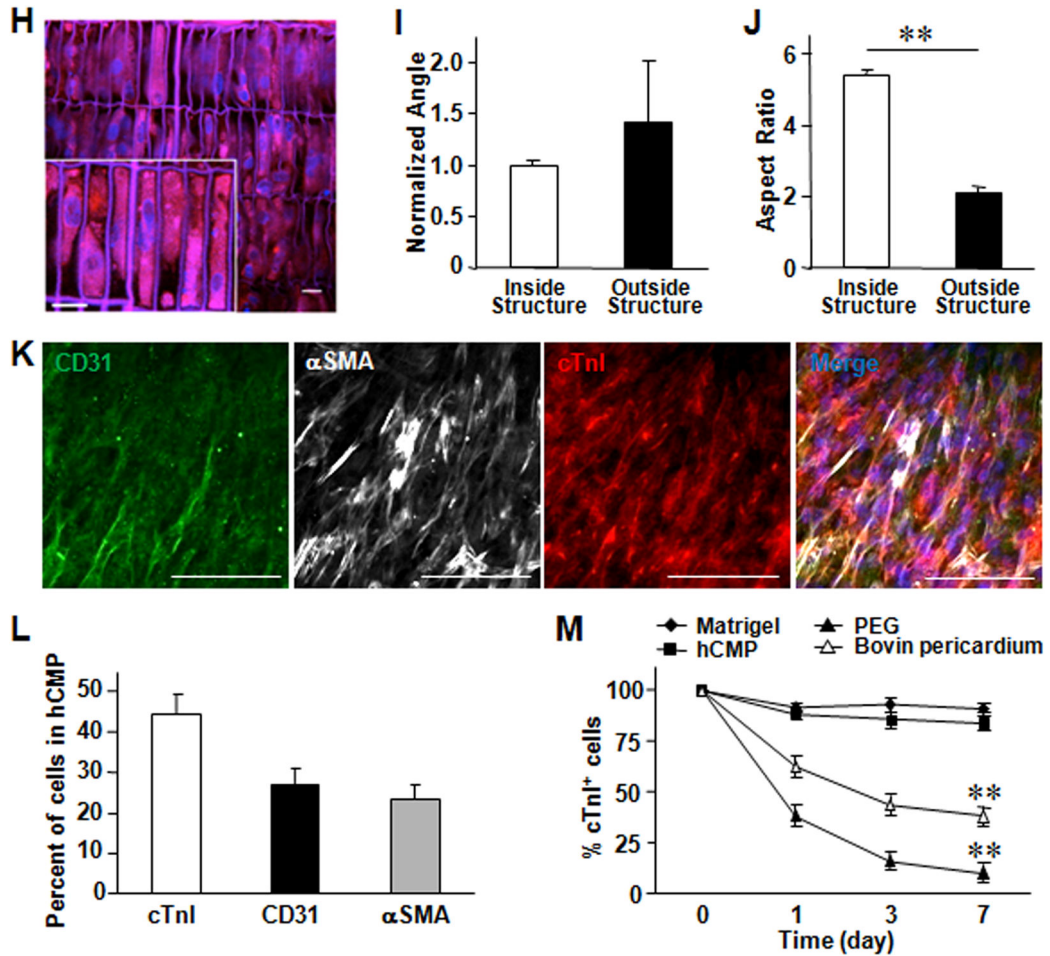 H
I
Normalized Angle
2.0
1.5
1.0
0.5
0
Inside
Structure
Outside
Structure
J
**
Aspect Ratio
6
4
2
0
Inside
Structure
Outside
Structure
K
CD31
αSMA
cTnI
Merge
L
Percent of cells in hCMP
50
40
30
20
10
0
cTnI
CD31
αSMA
M
Matrigel
PEG
hCMP
Bovin pericardium
% cTnI⁺ cells
100
75
50
25
0
**
**
0
1
3
7
Time (day)